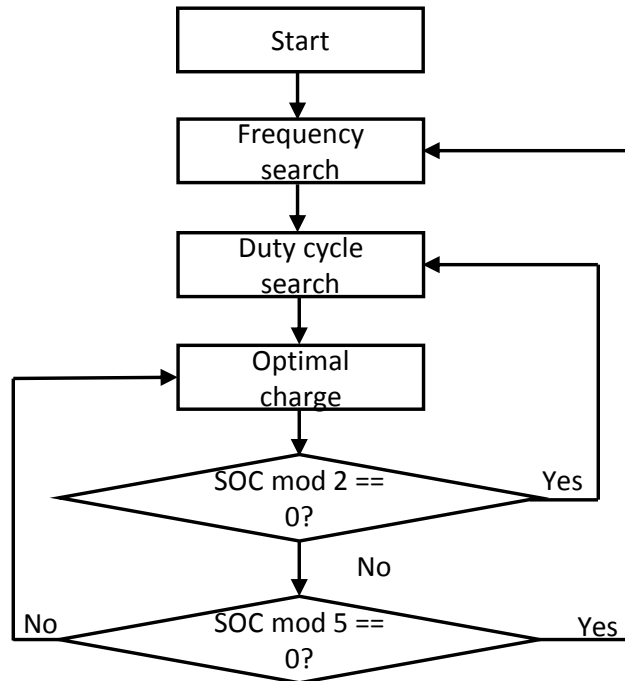 Start
Frequency
search
Duty cycle
search
Optimal
charge
SOC mod 2 ==
0?
Yes
No
SOC mod 5 ==
0?
No
Yes